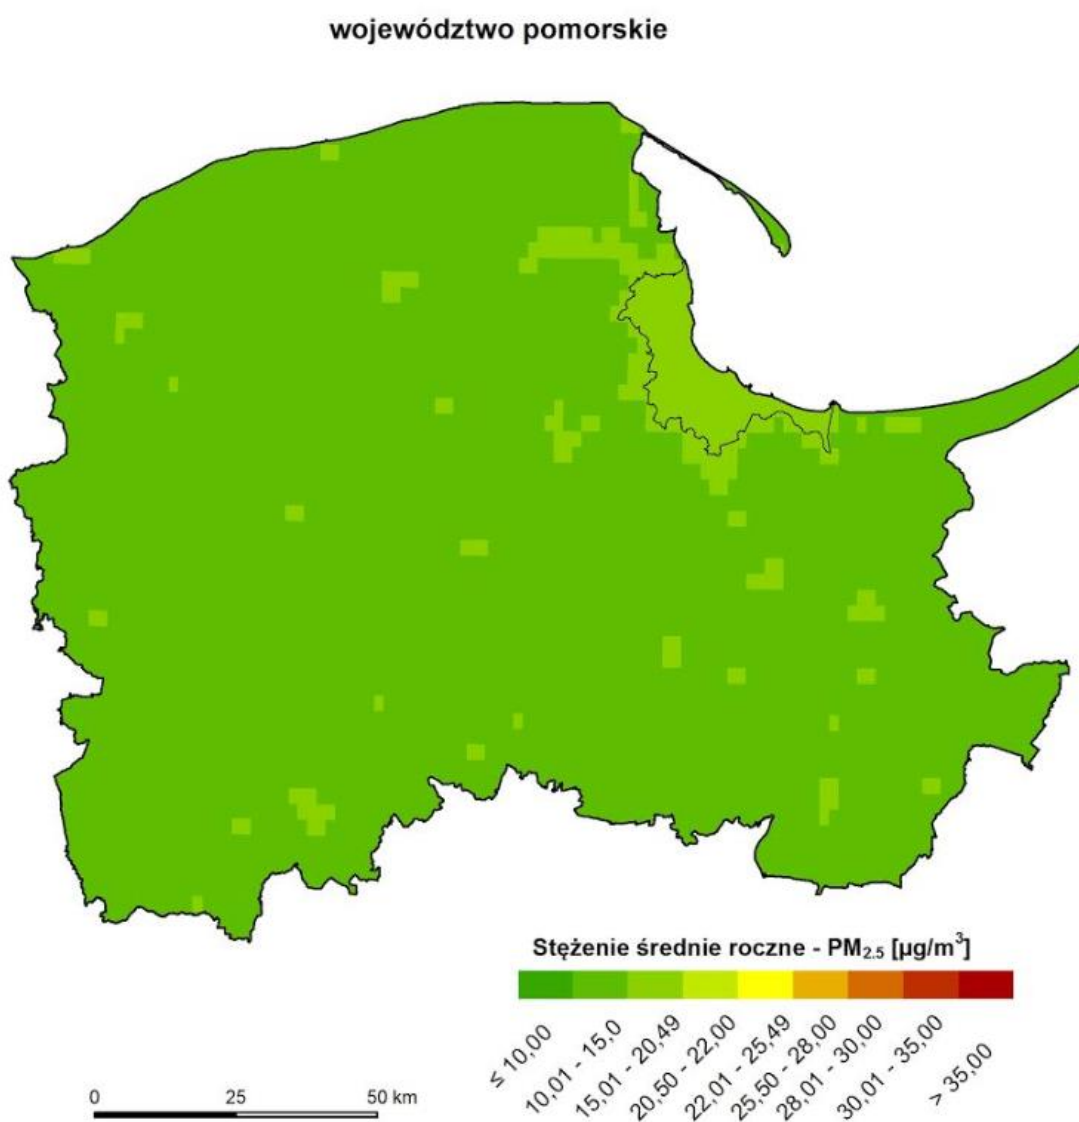 województwo pomorskie
Stężenie średnie roczne - PM2.5 [µg/m³]
≤ 10,00
10,01 - 15,0
15,01 - 20,49
20,50 - 22,00
22,01 - 25,49
25,50 - 28,00
28,01 - 30,00
30,01 - 35,00
> 35,00
0 25 50 km